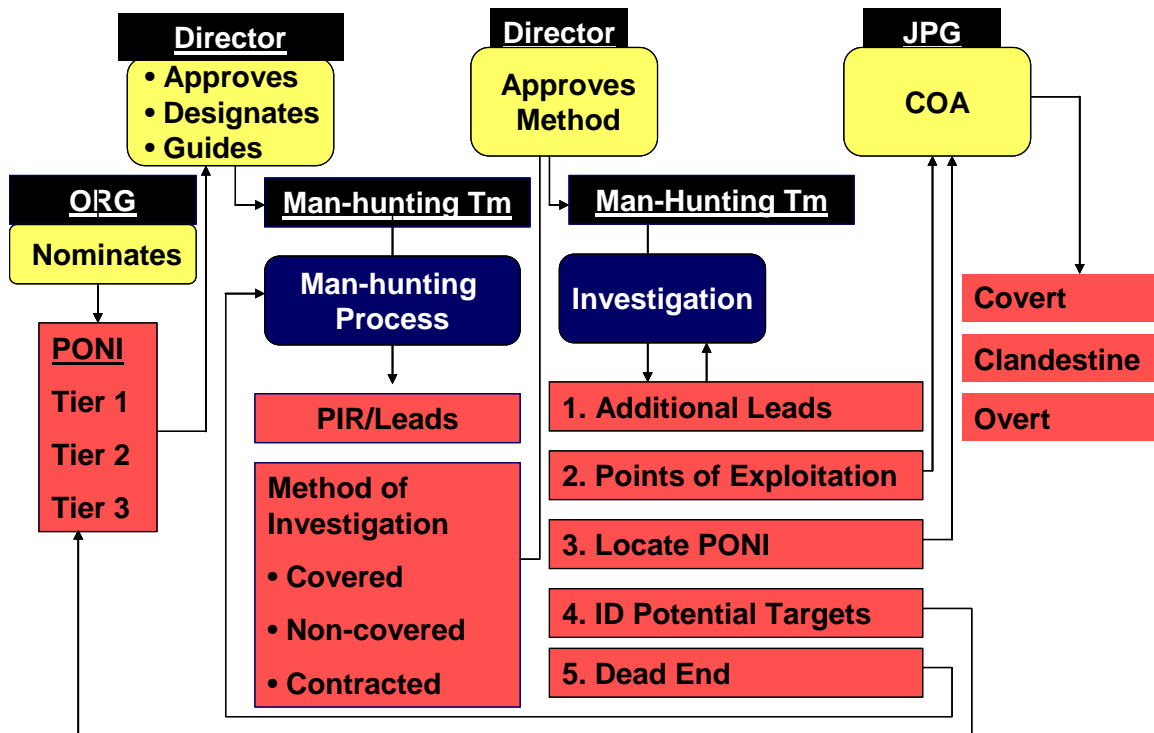 Director
• Approves
• Designates
• Guides
Director
Approves
Method
JPG
COA
ORG
Nominates
Man-hunting Tm
Man-Hunting Tm
Man-hunting
Process
Investigation
Covert
Clandestine
Overt
PONI
Tier 1
Tier 2
Tier 3
PIR/Leads
Method of
Investigation
• Covered
• Non-covered
• Contracted
1. Additional Leads
2. Points of Exploitation
3. Locate PONI
4. ID Potential Targets
5. Dead End